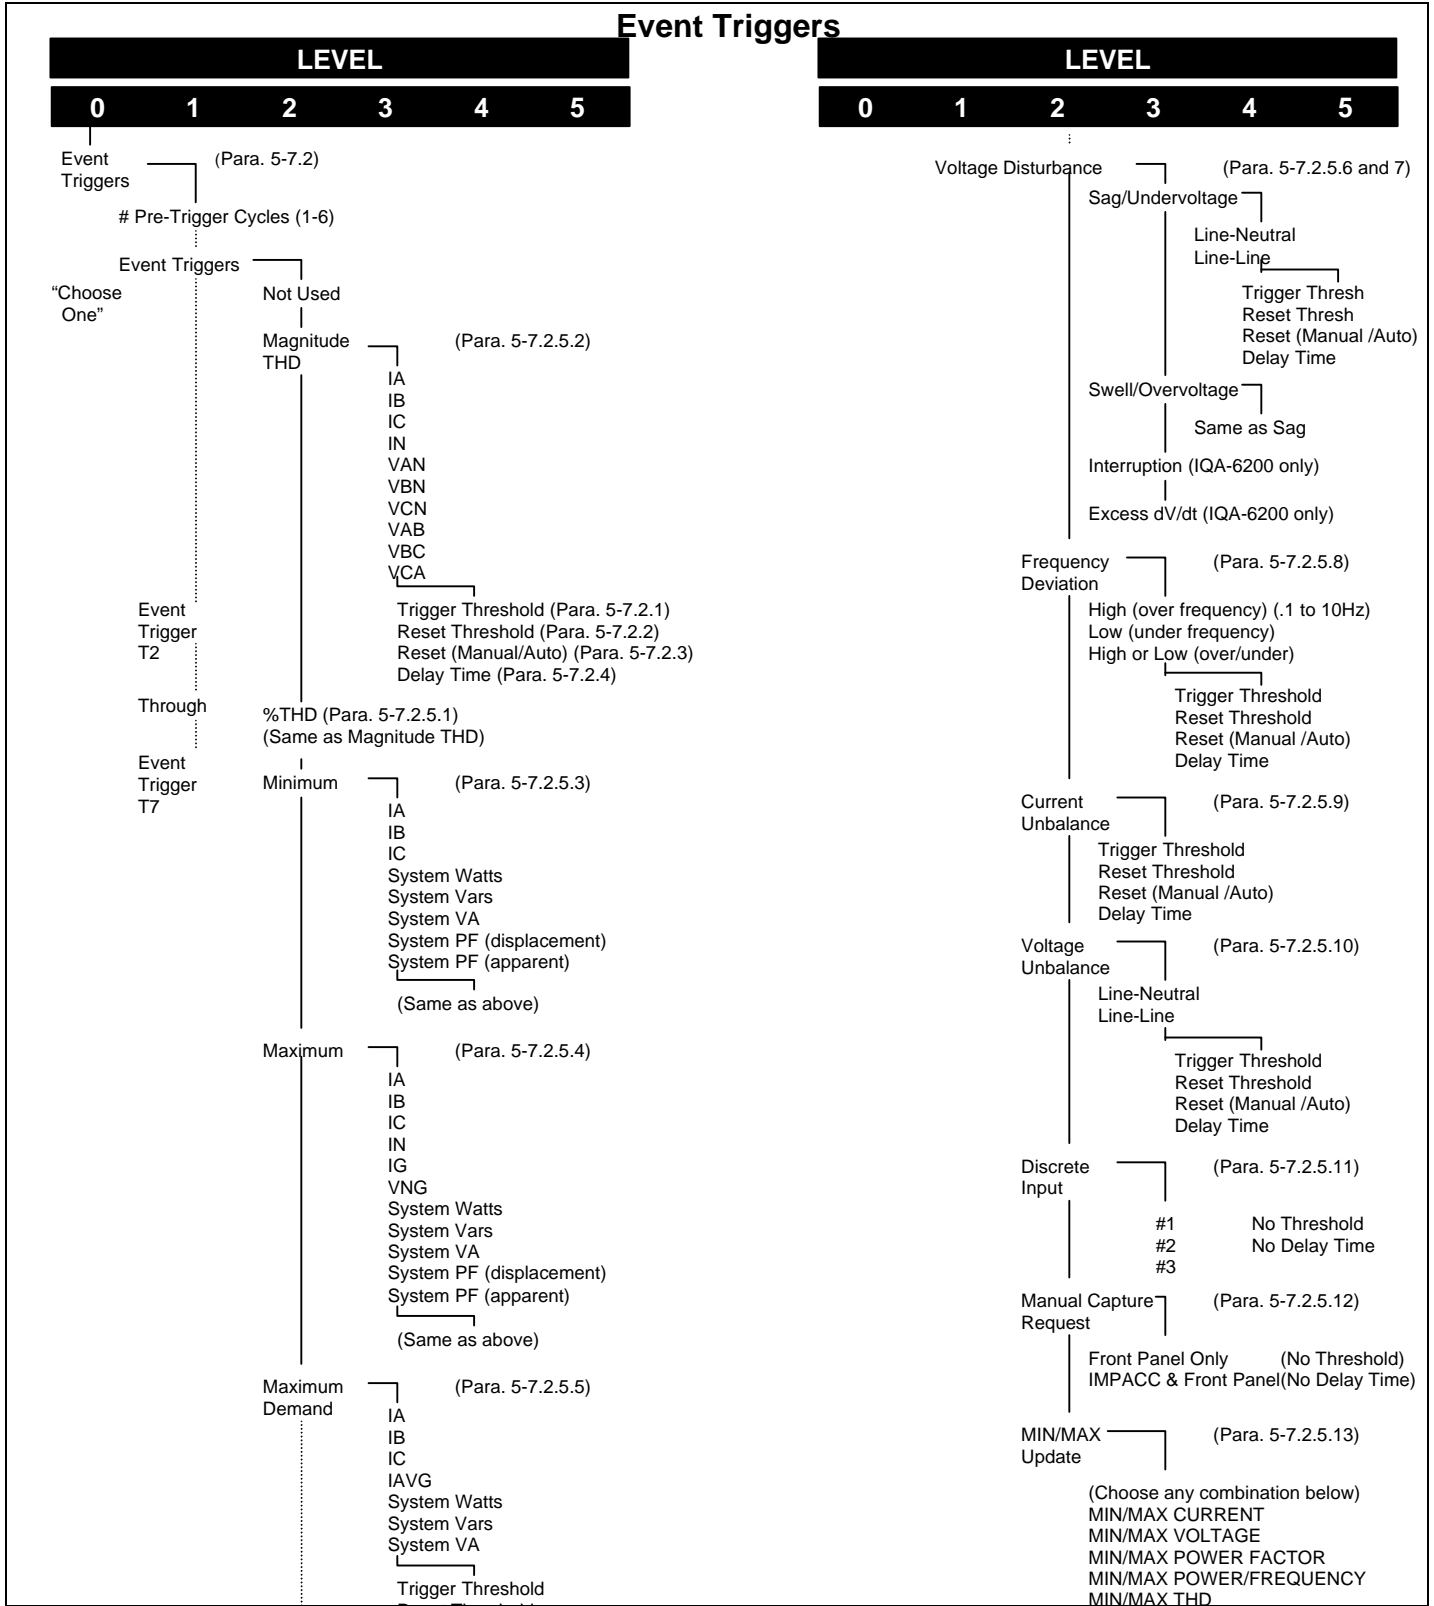 Event Triggers
LEVEL
0 1 2 3 4 5
Event
Triggers
(Para. 5-7.2)
# Pre-Trigger Cycles (1-6)
Event Triggers
“Choose
One”
Not Used
Magnitude
THD
(Para. 5-7.2.5.2)
IA
IB
IC
IN
VAN
VBN
VCN
VAB
VBC
VCA
Trigger Threshold (Para. 5-7.2.1)
Reset Threshold (Para. 5-7.2.2)
Reset (Manual/Auto) (Para. 5-7.2.3)
Delay Time (Para. 5-7.2.4)
Event
Trigger
T2
Through
Event
Trigger
T7
%THD (Para. 5-7.2.5.1)
(Same as Magnitude THD)
Minimum
(Para. 5-7.2.5.3)
IA
IB
IC
System Watts
System Vars
System VA
System PF (displacement)
System PF (apparent)
(Same as above)
Maximum
(Para. 5-7.2.5.4)
IA
IB
IC
IN
IG
VNG
System Watts
System Vars
System VA
System PF (displacement)
System PF (apparent)
(Same as above)
Maximum
Demand
(Para. 5-7.2.5.5)
IA
IB
IC
IAVG
System Watts
System Vars
System VA
Trigger Threshold
LEVEL
0 1 2 3 4 5
Voltage Disturbance
(Para. 5-7.2.5.6 and 7)
Sag/Undervoltage
Line-Neutral
Line-Line
Trigger Thresh
Reset Thresh
Reset (Manual /Auto)
Delay Time
Swell/Overvoltage
Same as Sag
Interruption (IQA-6200 only)
Excess dV/dt (IQA-6200 only)
Frequency
Deviation
(Para. 5-7.2.5.8)
High (over frequency) (.1 to 10Hz)
Low (under frequency)
High or Low (over/under)
Trigger Threshold
Reset Threshold
Reset (Manual /Auto)
Delay Time
Current
Unbalance
(Para. 5-7.2.5.9)
Trigger Threshold
Reset Threshold
Reset (Manual /Auto)
Delay Time
Voltage
Unbalance
(Para. 5-7.2.5.10)
Line-Neutral
Line-Line
Trigger Threshold
Reset Threshold
Reset (Manual /Auto)
Delay Time
Discrete
Input
(Para. 5-7.2.5.11)
#1 No Threshold
#2 No Delay Time
#3
Manual Capture
Request
(Para. 5-7.2.5.12)
Front Panel Only (No Threshold)
IMPACC & Front Panel(No Delay Time)
MIN/MAX
Update
(Para. 5-7.2.5.13)
(Choose any combination below)
MIN/MAX CURRENT
MIN/MAX VOLTAGE
MIN/MAX POWER FACTOR
MIN/MAX POWER/FREQUENCY
MIN/MAX THD